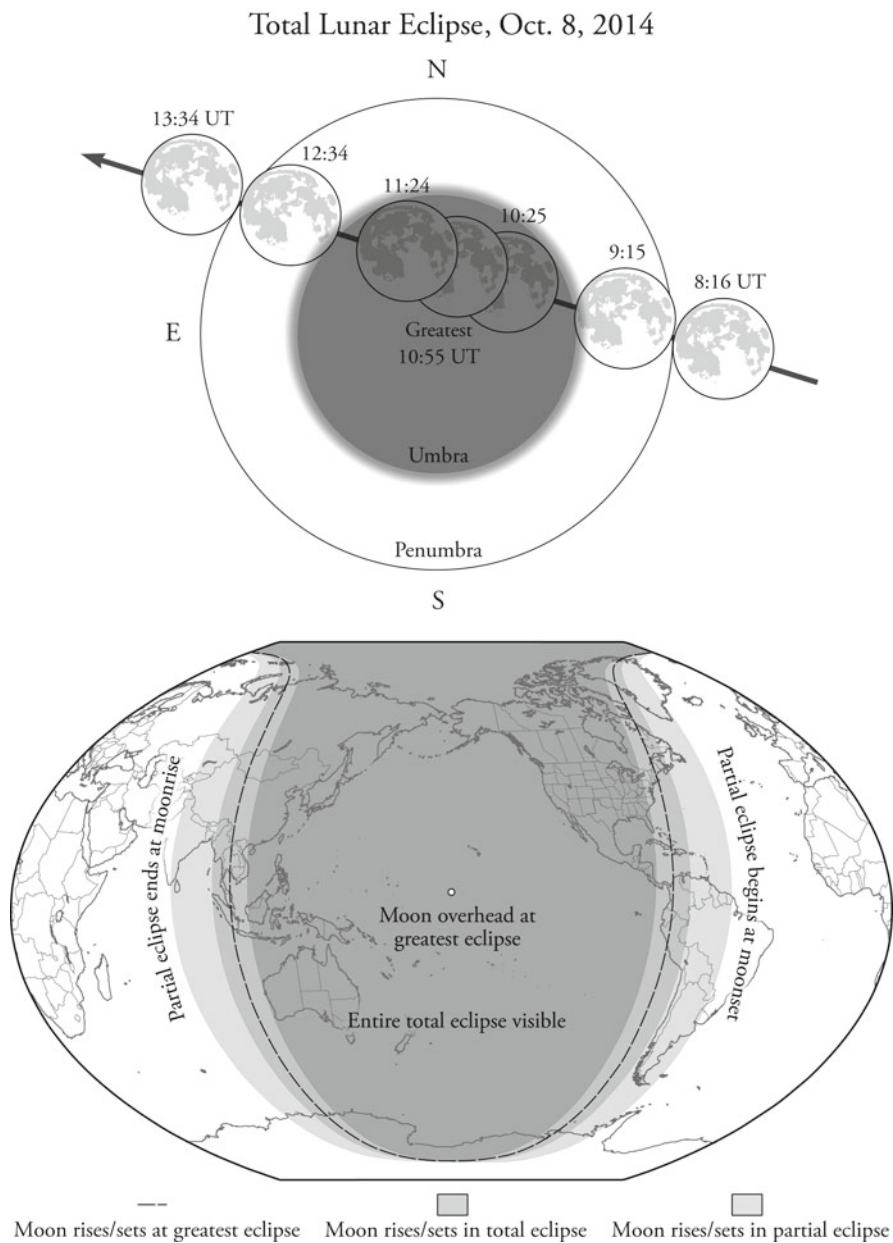 Total Lunar Eclipse, Oct. 8, 2014
N
13:34 UT
12:34
11:24
10:25
9:15
8:16 UT
E
Greatest
10:55 UT
Umbra
Penumbra
S
Partial eclipse ends at moonrise
Partial eclipse begins at moonset
Moon overhead at
greatest eclipse
Entire total eclipse visible
Moon rises/sets at greatest eclipse
Moon rises/sets in total eclipse
Moon rises/sets in partial eclipse